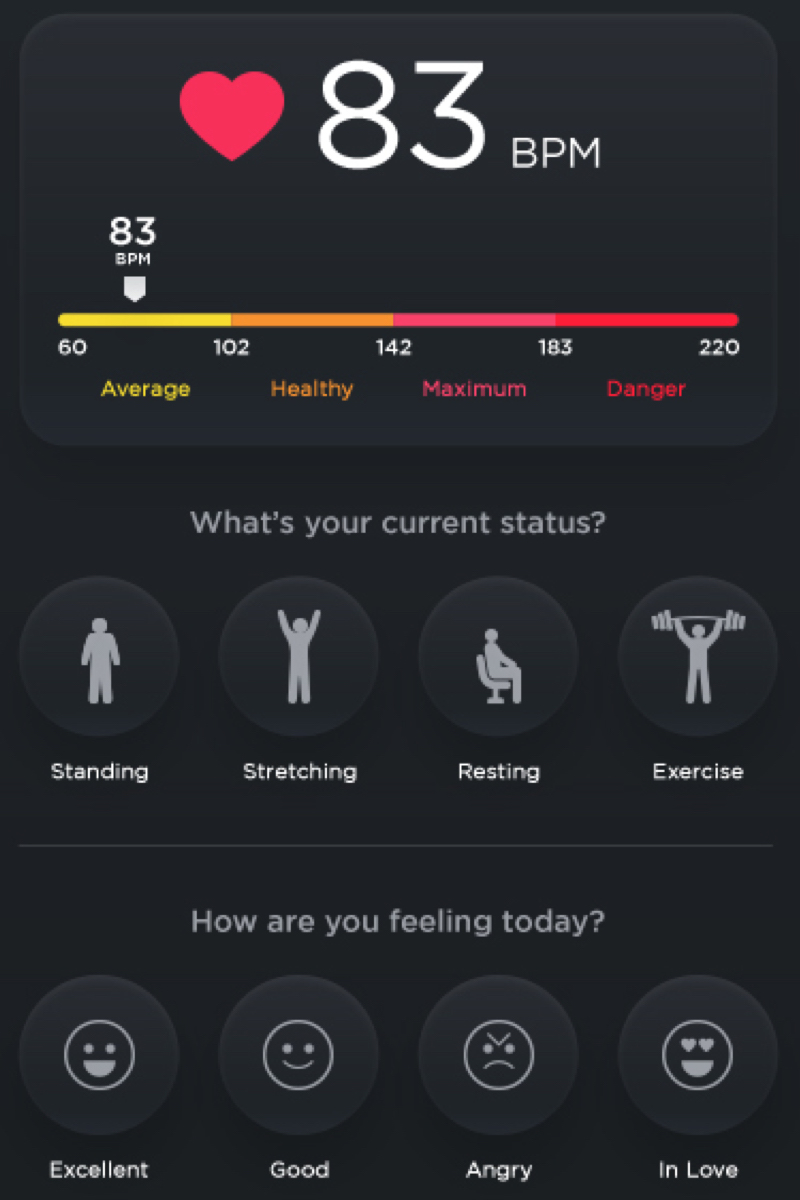 83 BPM
83
BPM
60 102 142 183 220
Average Healthy Maximum Danger
What's your current status?
Standing Stretching Resting Exercise
How are you feeling today?
Excellent Good Angry In Love